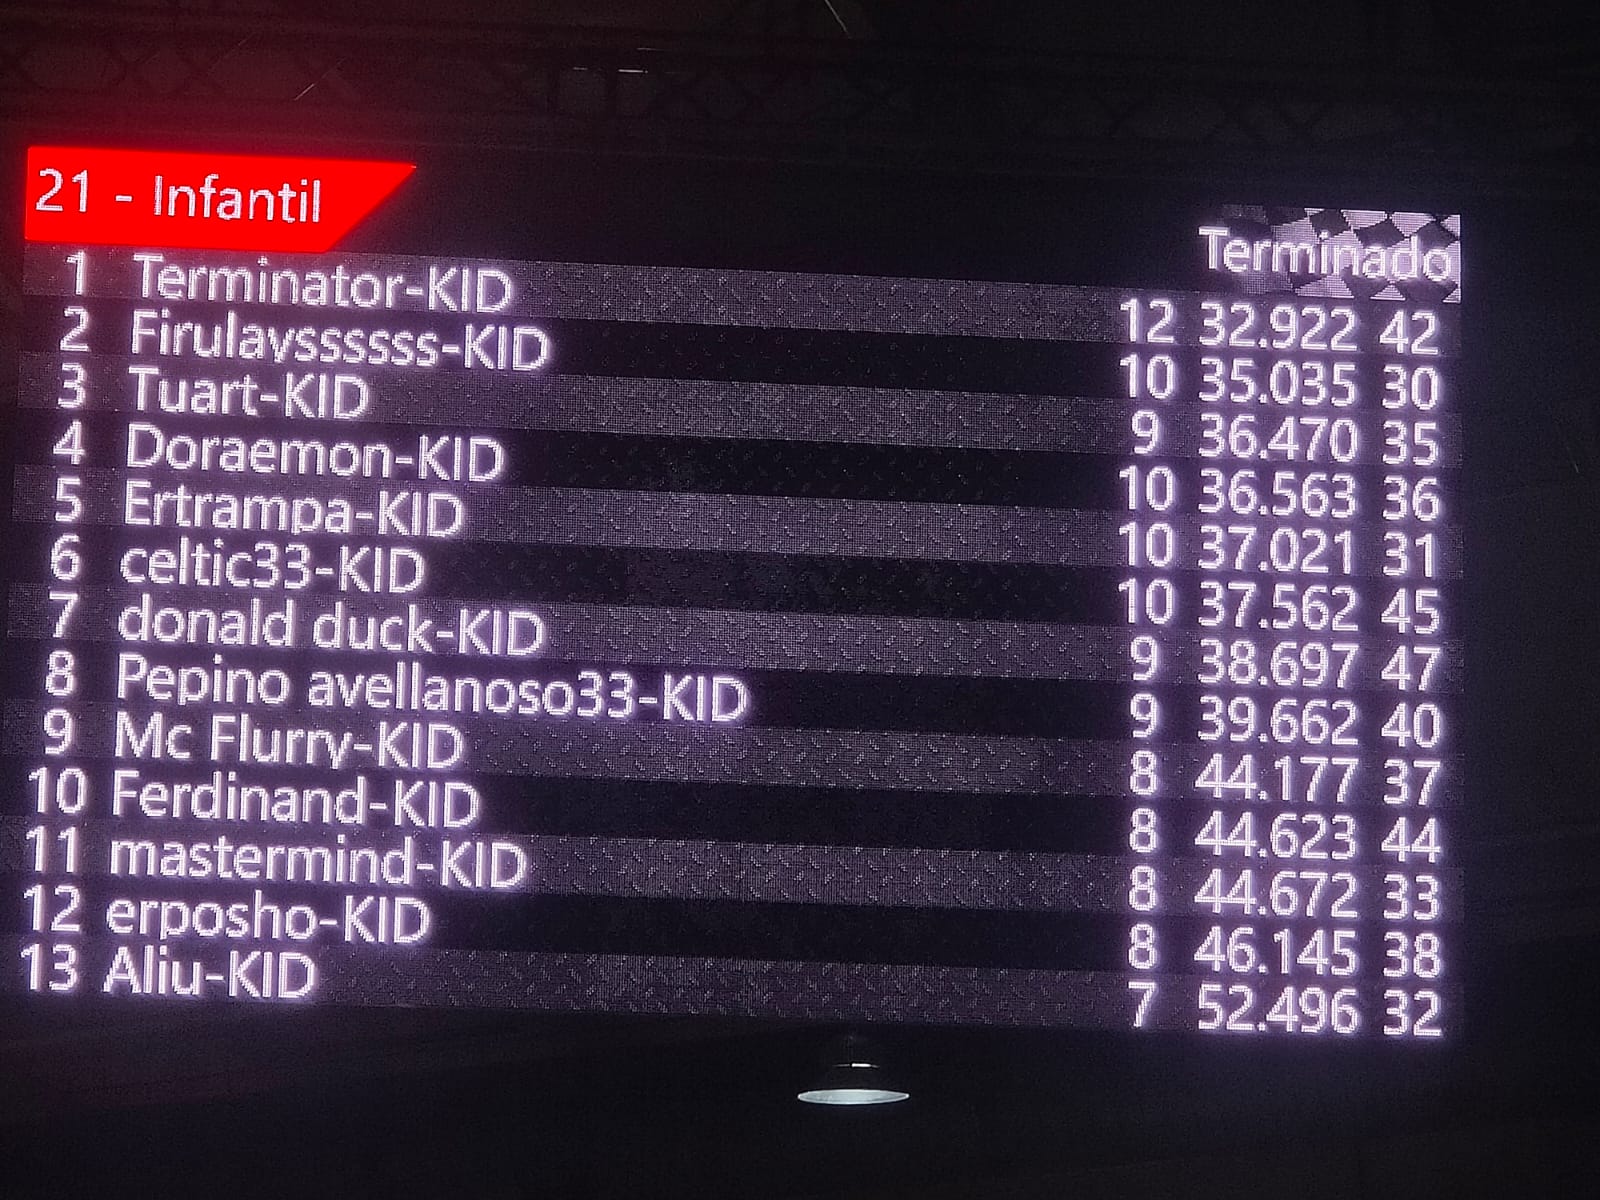 21 - Infantil
Terminado
1 Terminator-KID 12 32.922 42
2 Firulayssssss-KID 10 35.035 30
3 Tuart-KID 9 36.470 35
4 Doraemon-KID 10 36.563 36
5 Ertrampa-KID 10 37.021 31
6 celtic33-KID 10 37.562 45
7 donald duck-KID 9 38.697 47
8 Pepino avellanoso33-KID 9 39.662 40
9 Mc Flurry-KID 8 44.177 37
10 Ferdinand-KID 8 44.623 44
11 mastermind-KID 8 44.672 33
12 erposho-KID 8 46.145 38
13 Aliu-KID 7 52.496 32